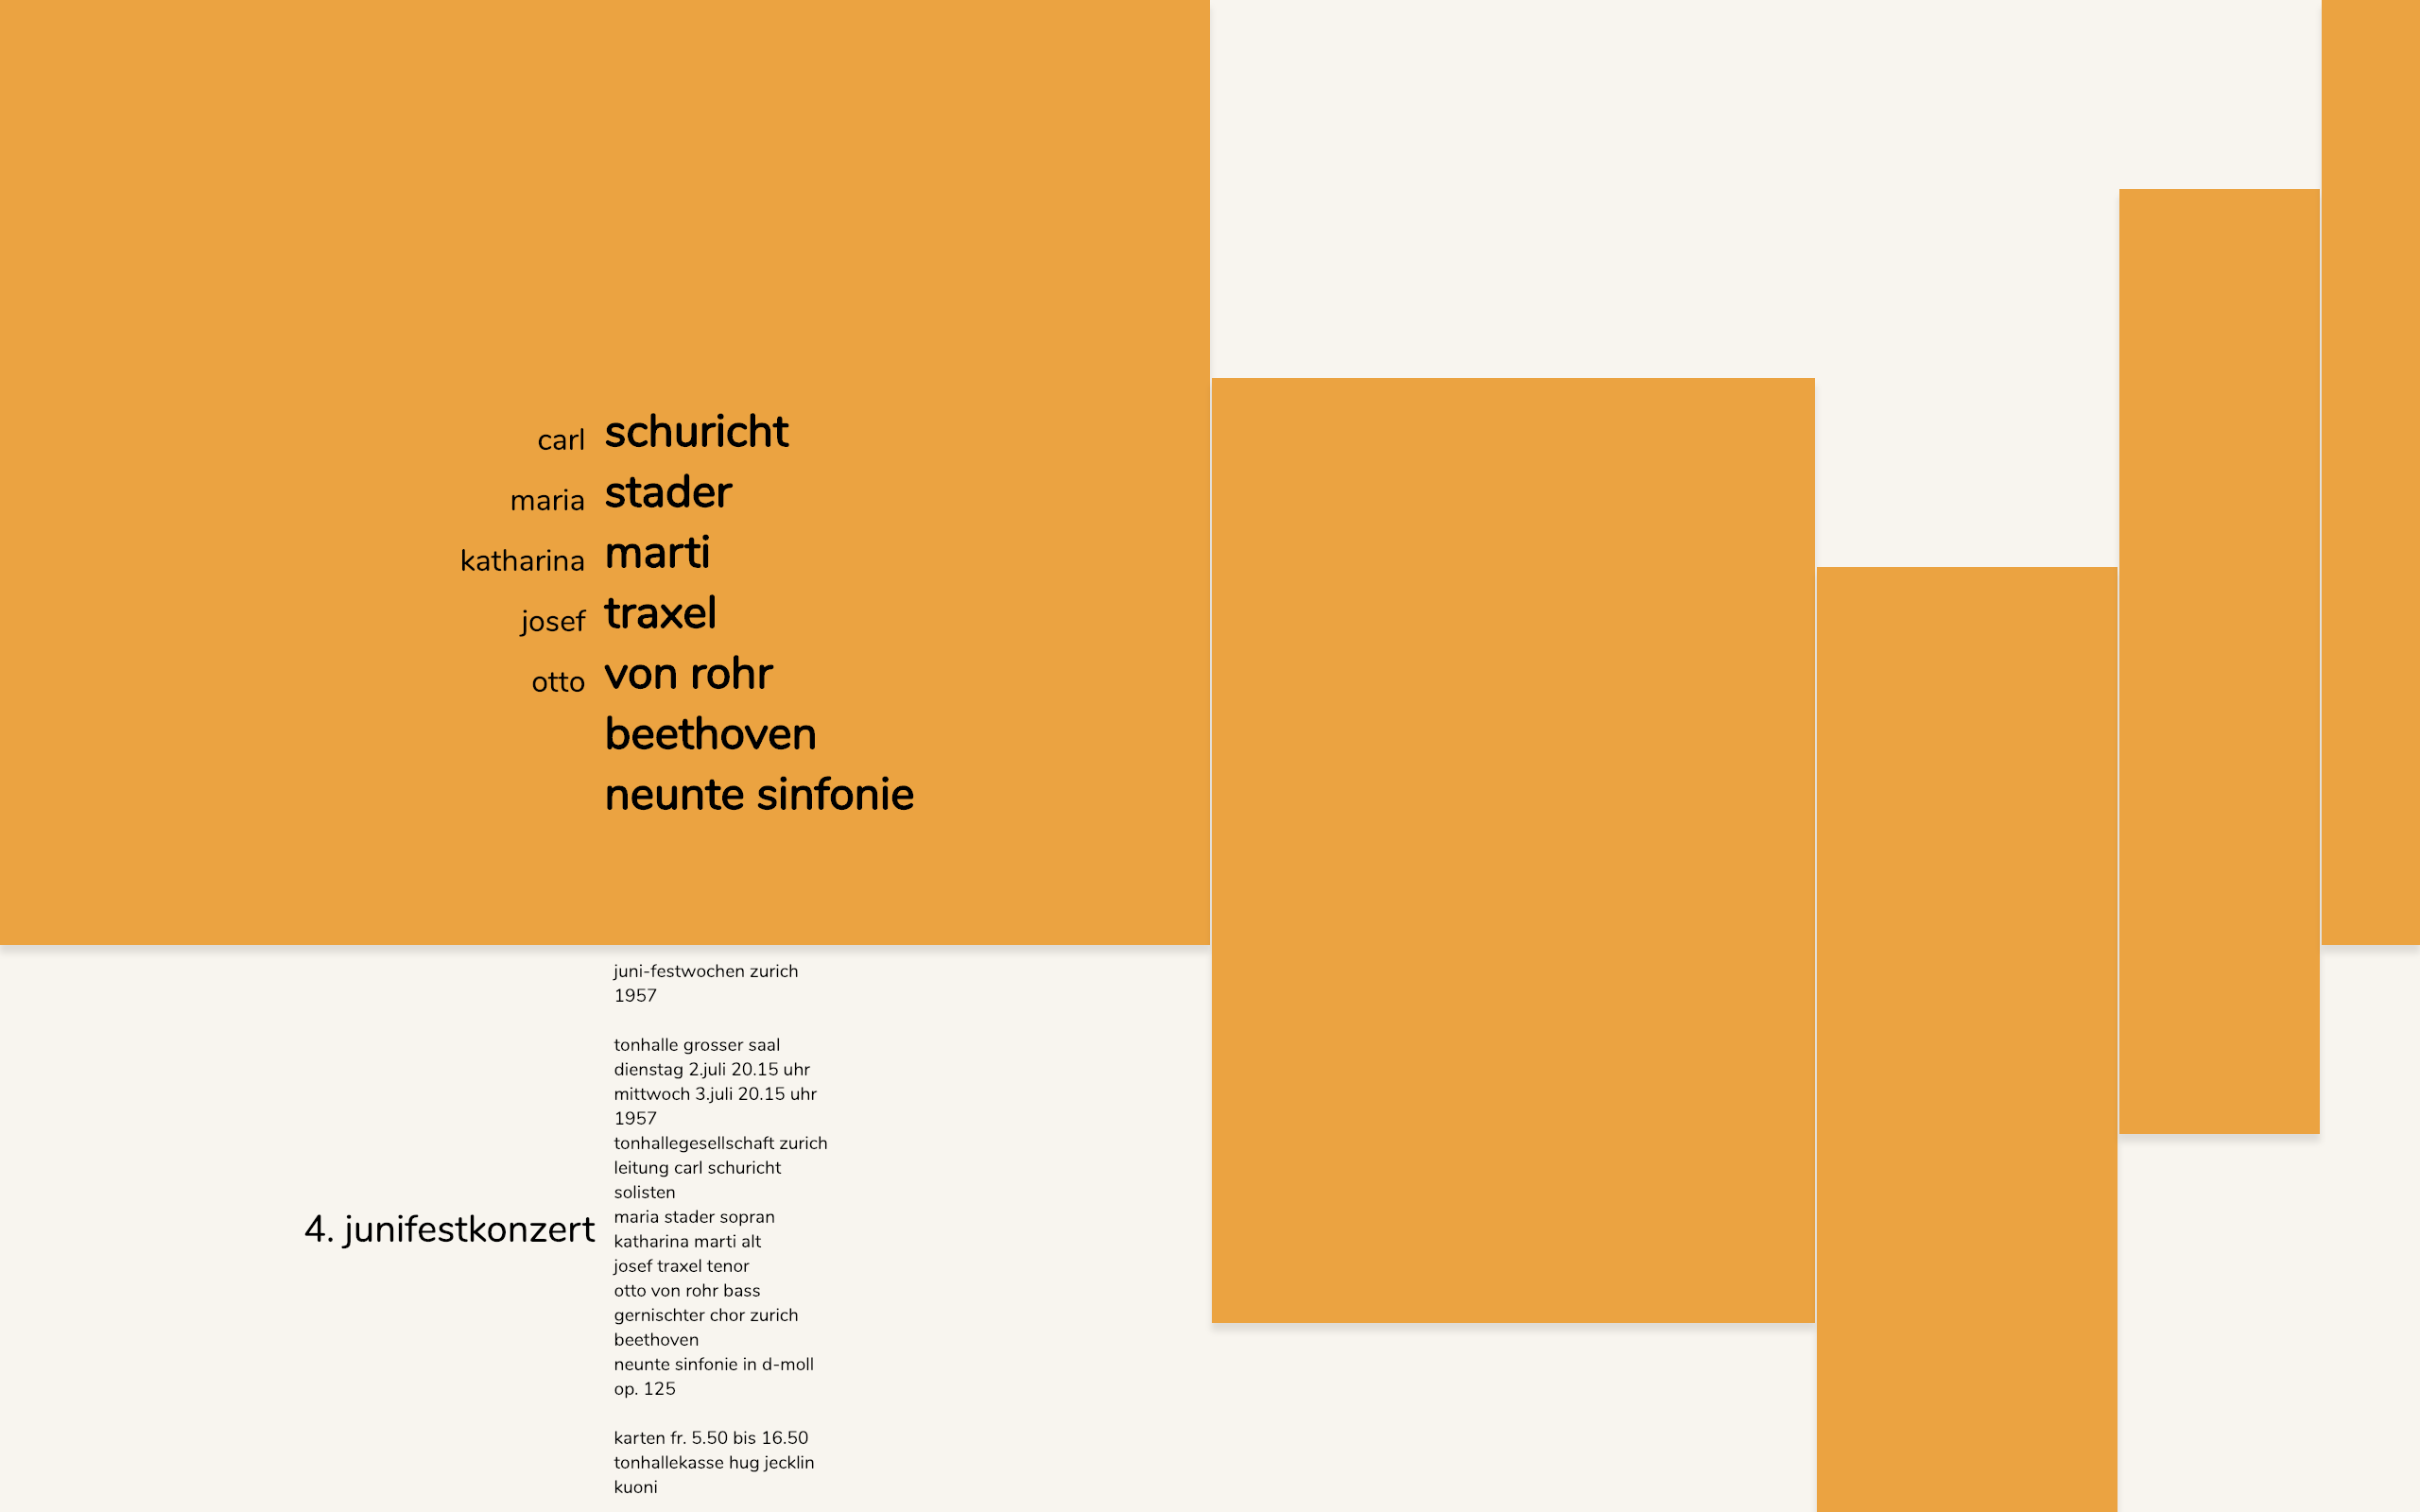 carl schuricht
maria stader
katharina marti
josef traxel
otto von rohr
beethoven
neunte sinfonie
juni-festwochen zurich
1957
tonhalle grosser saal
dienstag 2.juli 20.15 uhr
mittwoch 3.juli 20.15 uhr
1957
tonhallegesellschaft zurich
leitung carl schuricht
solisten
maria stader sopran
4. junifestkonzert
katharina marti alt
josef traxel tenor
otto von rohr bass
gernischter chor zurich
beethoven
neunte sinfonie in d-moll
op. 125
karten fr. 5.50 bis 16.50
tonhallekasse hug jecklin
kuoni